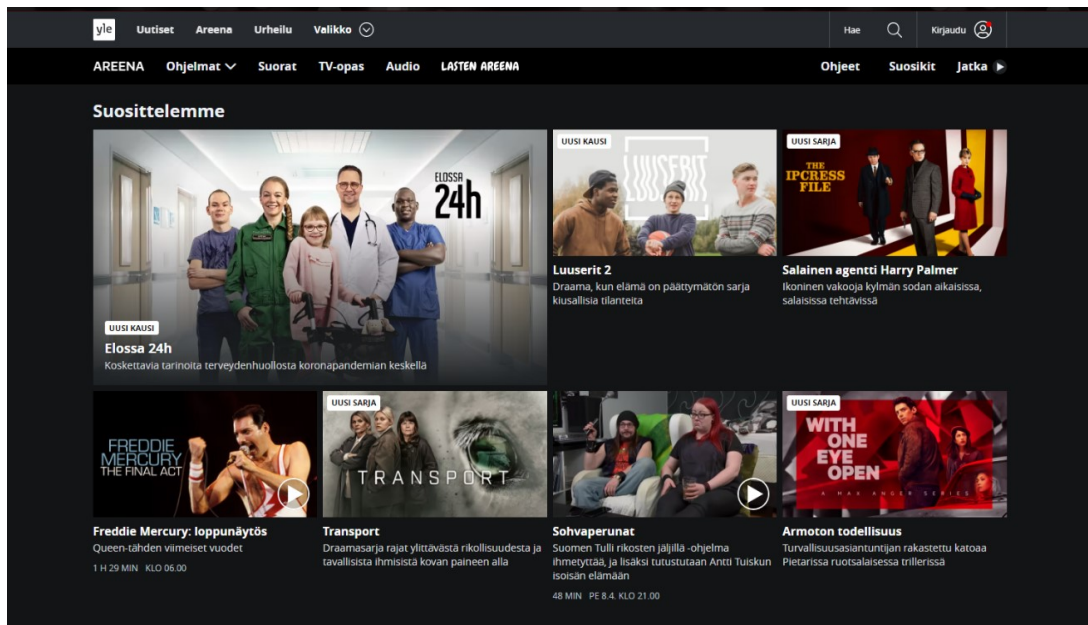 yle Uutiset Areena Urheilu Valikko Hae Kirjaudu
AREENA Ohjelmat Suorat TV-opas Audio LASTEN AREENA Ohjeet Suosikit Jatka
Suosittelemme
ELOSSA
24h
UUSI KAUSI
Elossa 24h
Koskettavia tarinoita terveydenhuollosta koronapandemian keskellä
UUSI KAUSI
LUUSERIT
Luuserit 2
Draama, kun elämä on päättymätön sarja
kiusallisia tilanteita
UUSI SARJA
THE
IPCRESS
FILE
Salainen agentti Harry Palmer
Ikoninen vakooja kylmän sodan aikaisissa,
salaisissa tehtävissä
FREDDIE
MERCURY
THE FINAL ACT
Freddie Mercury: loppunäytös
Queen-tähden viimeiset vuodet
1 H 29 MIN KLO 06.00
UUSI SARJA
TRANSPORT
Transport
Draamasarja rajat ylittävästä rikollisuudesta ja
tavallisista ihmisistä kovan paineen alla
Sohvaperunat
Suomen Tulli rikosten jäljillä -ohjelma
ihmetyttää, ja lisäksi tutustutaan Antti Tuiskun
isoisän elämään
48 MIN PE 8.4. KLO 21.00
UUSI SARJA
WITH
ONE
EYE
OPEN
A MAX ANGER SERIES
Armoton todellisuus
Turvallisuusasiantuntijan rakastettu katoaa
Pietarissa ruotsalaisessa trillerissä